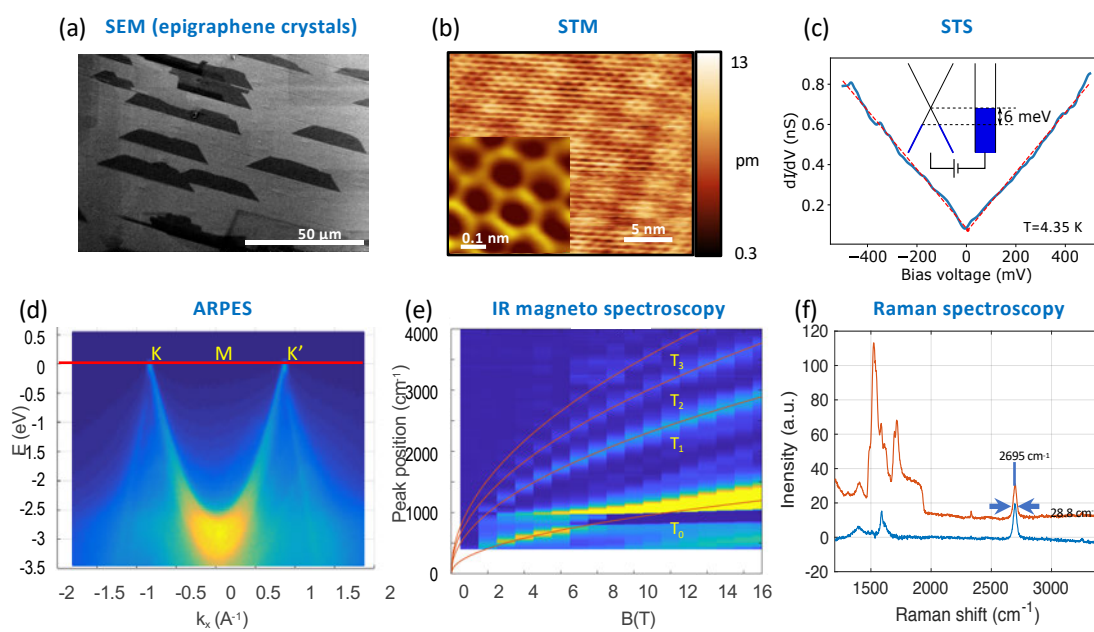 (a) SEM (epigraphene crystals)
50 µm
(b) STM
13
pm
0.3
0.1 nm
5 nm
(c) STS
dI/dV (nS)
0.8
0.6
0.4
0.2
6 meV
T=4.35 K
−400 −200 0 200 400
Bias voltage (mV)
(d) ARPES
E (eV)
0.5
0
-1
-1.5
-2
-2.5
-3
-3.5
K M K’
-2 -1.5 -1 -0.5 0 0.5 1 1.5 2
kx (A-1)
(e) IR magneto spectroscopy
Peak position (cm-1)
4000
3000
2000
1000
0
T3
T2
T1
T0
0 2 4 6 8 10 12 14 16
B(T)
(f) Raman spectroscopy
Inensity (a.u.)
120
100
80
60
40
20
0
-20
2695 cm-1
28.8 cm-
1500 2000 2500 3000
Raman shift (cm-1)